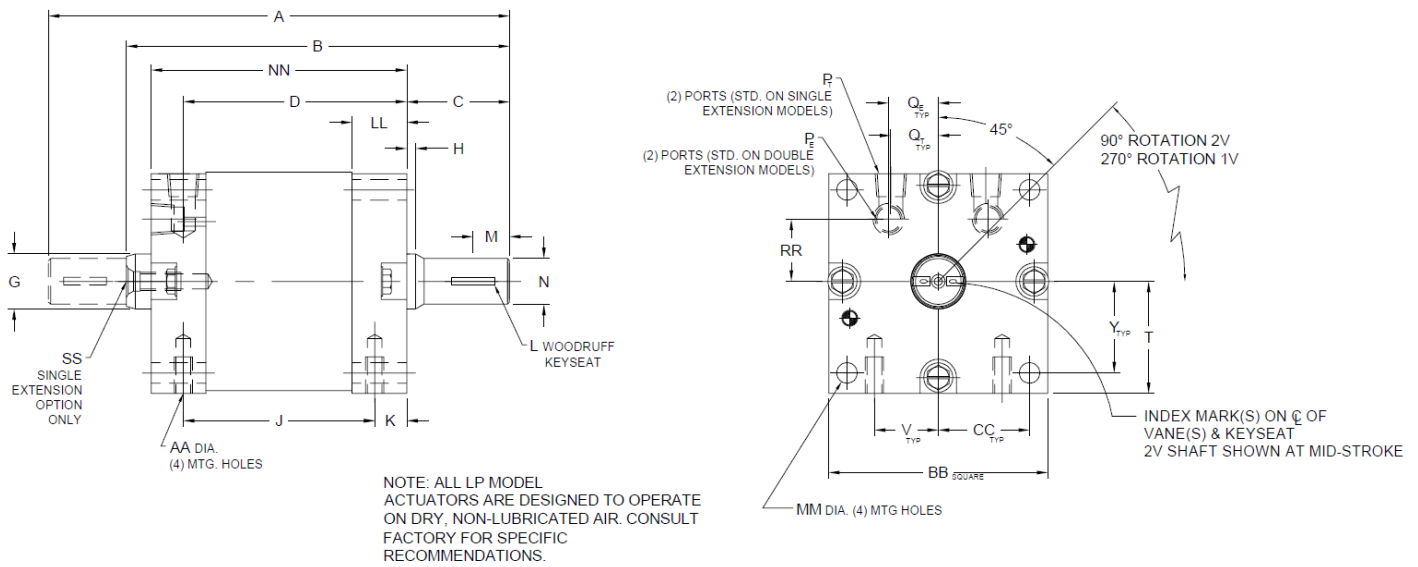 A
B
NN
D
C
LL
H
M
G
N
SS
SINGLE
EXTENSION
OPTION
ONLY
L WOODRUFF
KEYSEAT
J
K
AA DIA.
(4) MTG. HOLES
NOTE: ALL LP MODEL
ACTUATORS ARE DESIGNED TO OPERATE
ON DRY, NON-LUBRICATED AIR. CONSULT
FACTORY FOR SPECIFIC
RECOMMENDATIONS.
PT
(2) PORTS (STD. ON SINGLE
EXTENSION MODELS)
PE
(2) PORTS (STD. ON DOUBLE
EXTENSION MODELS)
QE
TYP
QT
TYP
45°
90° ROTATION 2V
270° ROTATION 1V
RR
YTYP
T
V
TYP
CC
TYP
BB SQUARE
MM DIA. (4) MTG HOLES
INDEX MARK(S) ON ℄ OF
VANE(S) & KEYSEAT
2V SHAFT SHOWN AT MID-STROKE